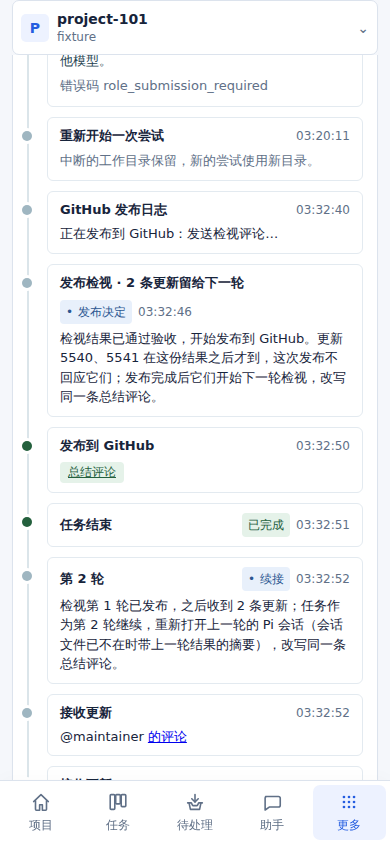 P
project-101
fixture
他模型。
错误码 role_submission_required
重新开始一次尝试
03:20:11
中断的工作目录保留，新的尝试使用新目录。
GitHub 发布日志
03:32:40
正在发布到 GitHub：发送检视评论…
发布检视 · 2 条更新留给下一轮
• 发布决定 03:32:46
检视结果已通过验收，开始发布到 GitHub。更新
5540、5541 在这份结果之后才到，这次发布不
回应它们；发布完成后它们开始下一轮检视，改写
同一条总结评论。
发布到 GitHub
03:32:50
总结评论
任务结束
已完成 03:32:51
第 2 轮
• 续接 03:32:52
检视第 1 轮已发布，之后收到 2 条更新；任务作
为第 2 轮继续，重新打开上一轮的 Pi 会话（会话
文件已不在时带上一轮结果的摘要），改写同一条
总结评论。
接收更新
03:32:52
@maintainer 的评论
项目
任务
待处理
助手
更多